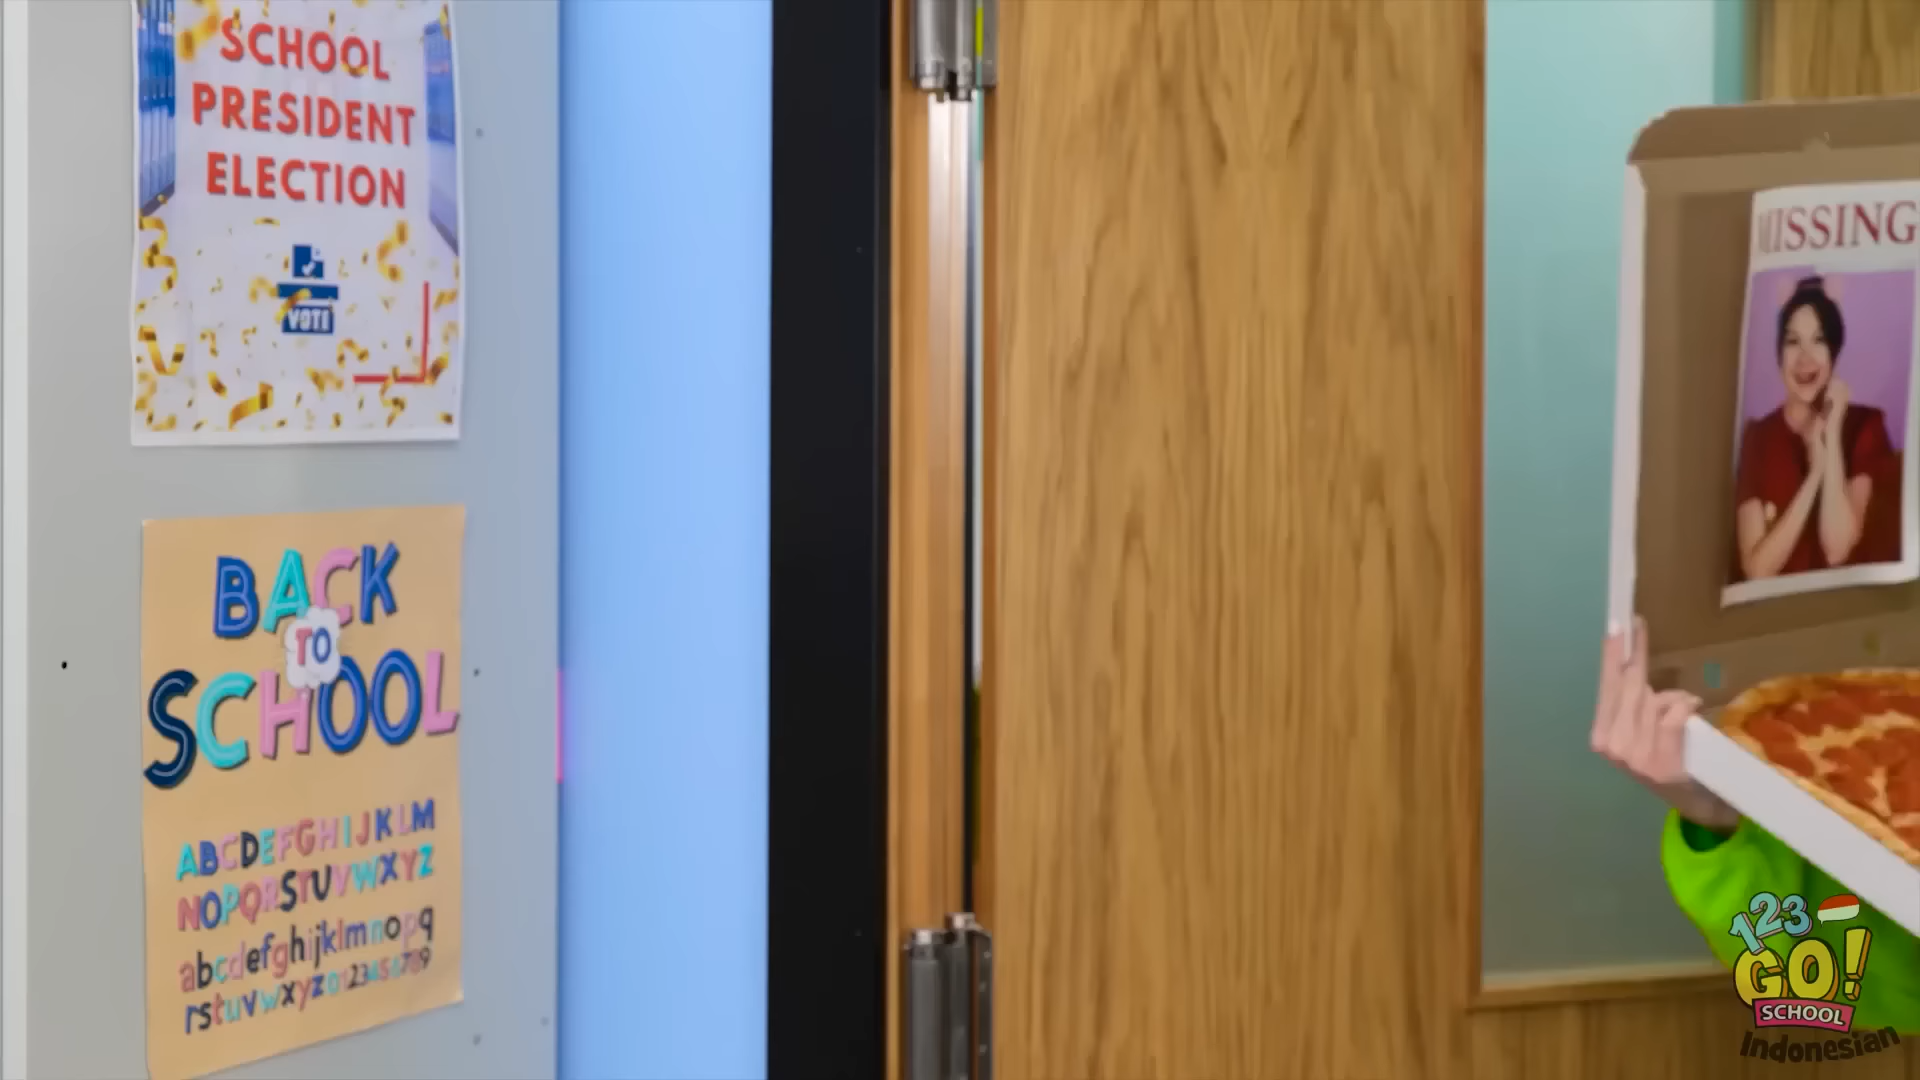 SCHOOL
PRESIDENT
ELECTION
VOTE
BACK
TO
SCHOOL
ABCDEFGHIJKLM
NOPQRSTUVWXYZ
abcdefghijklmnopq
rstuvwxyz0123456789
MISSING
123
GO!
SCHOOL
Indonesian